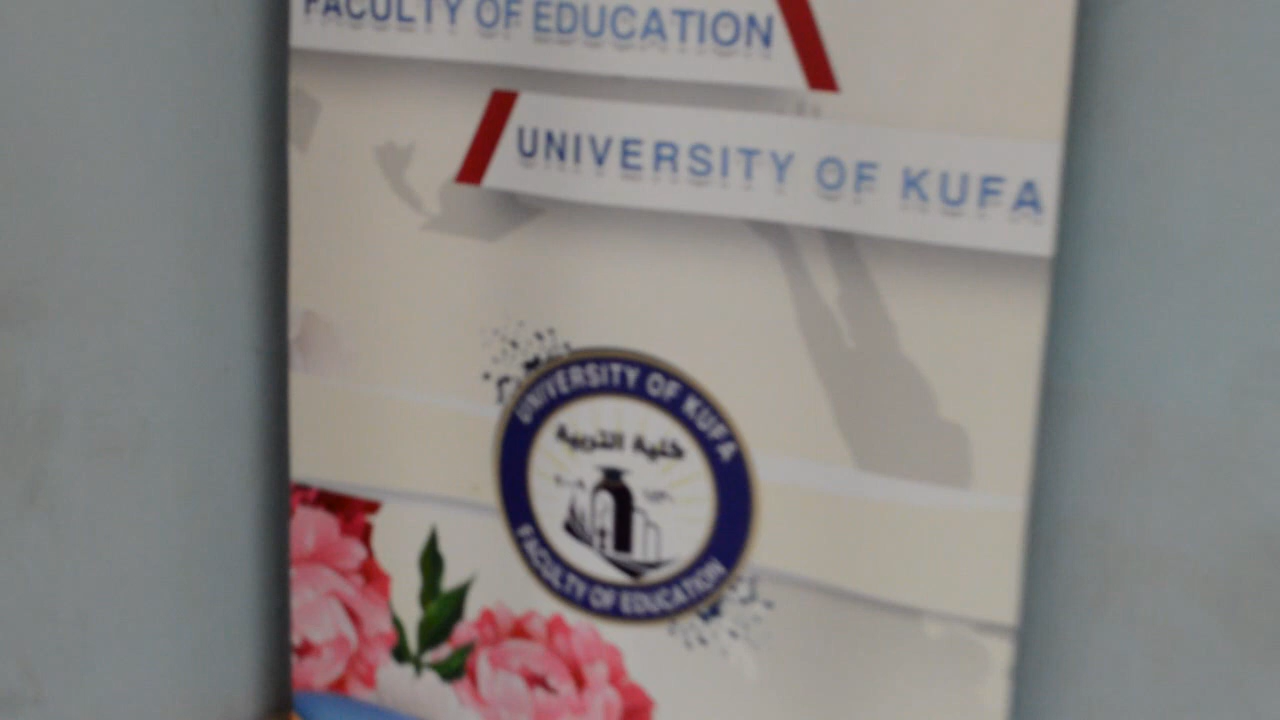 FACULTY OF EDUCATION
UNIVERSITY OF KUFA
UNIVERSITY OF KUFA
كلية التربية
FACULTY OF EDUCATION